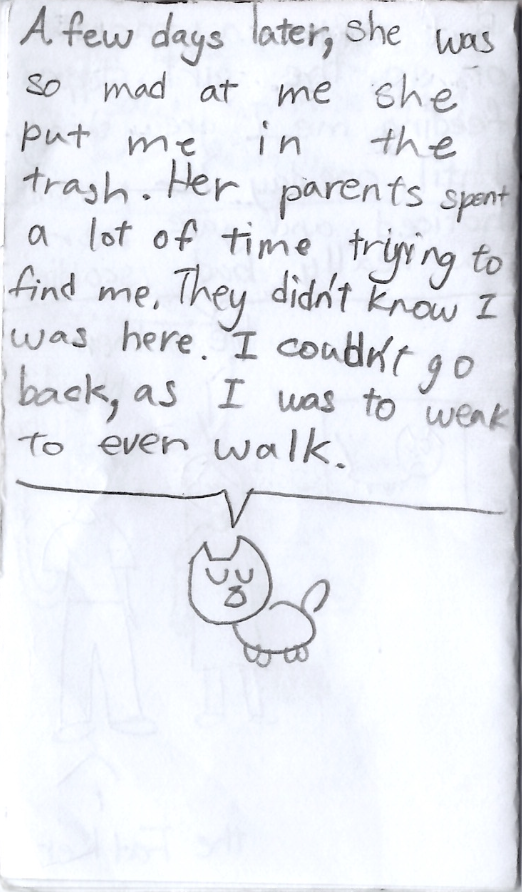 A few days later, she was
so mad at me she
put me in the
trash. Her parents spent
a lot of time trying to
find me. They didn't know I
was here. I couldn't go
back, as I was to weak
to even walk.